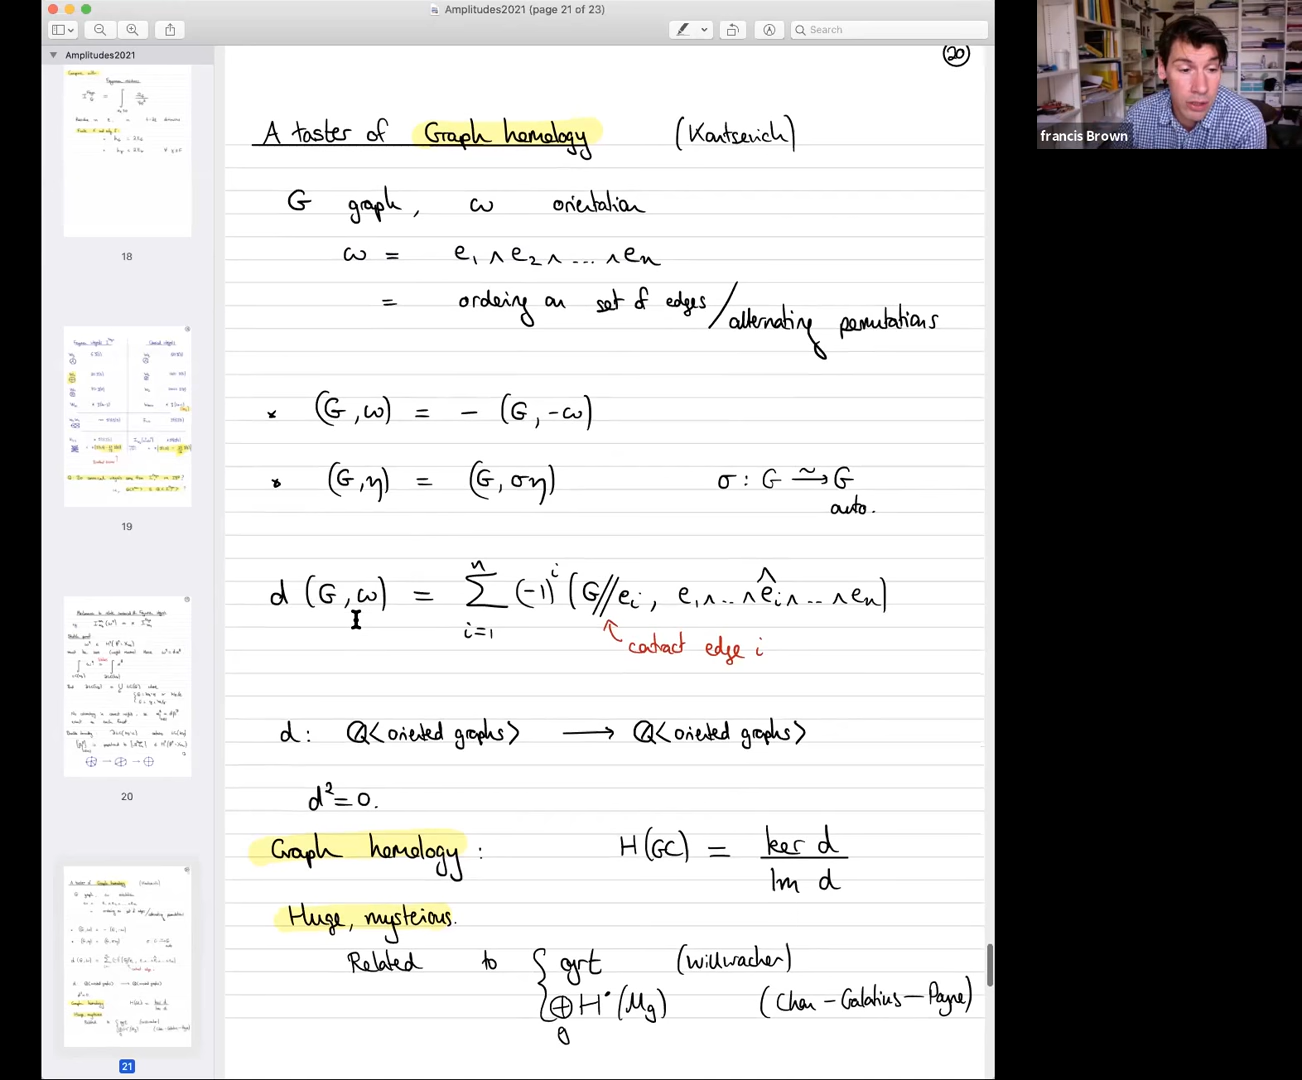 Amplitudes2021 (page 21 of 23)
Search
Amplitudes2021
18
19
20
21
francis Brown
20
A taster of Graph homology (Kontsevich)
G graph, ω orientation
ω = e₁ ∧ e₂ ∧ ... ∧ eₙ
= ordering on set of edges / alternating permutations
* (G, ω) = - (G, -ω)
* (G, η) = (G, ση) σ : G ⥲ G
auto.
d (G, ω) = Σⁿᵢ₌₁ (-1)ⁱ (G//eᵢ, e₁ ∧ .. ∧ êᵢ ∧ .. ∧ eₙ)
contract edge i
d : Q<oriented graphs> ⟶ Q<oriented graphs>
d² = 0.
Graph homology : H(GC) = ker d / Im d
Huge, mysterious.
Related to { grt (Willwacher)
⊕ H˙(Mg) (Chan - Galatius - Payne)
g